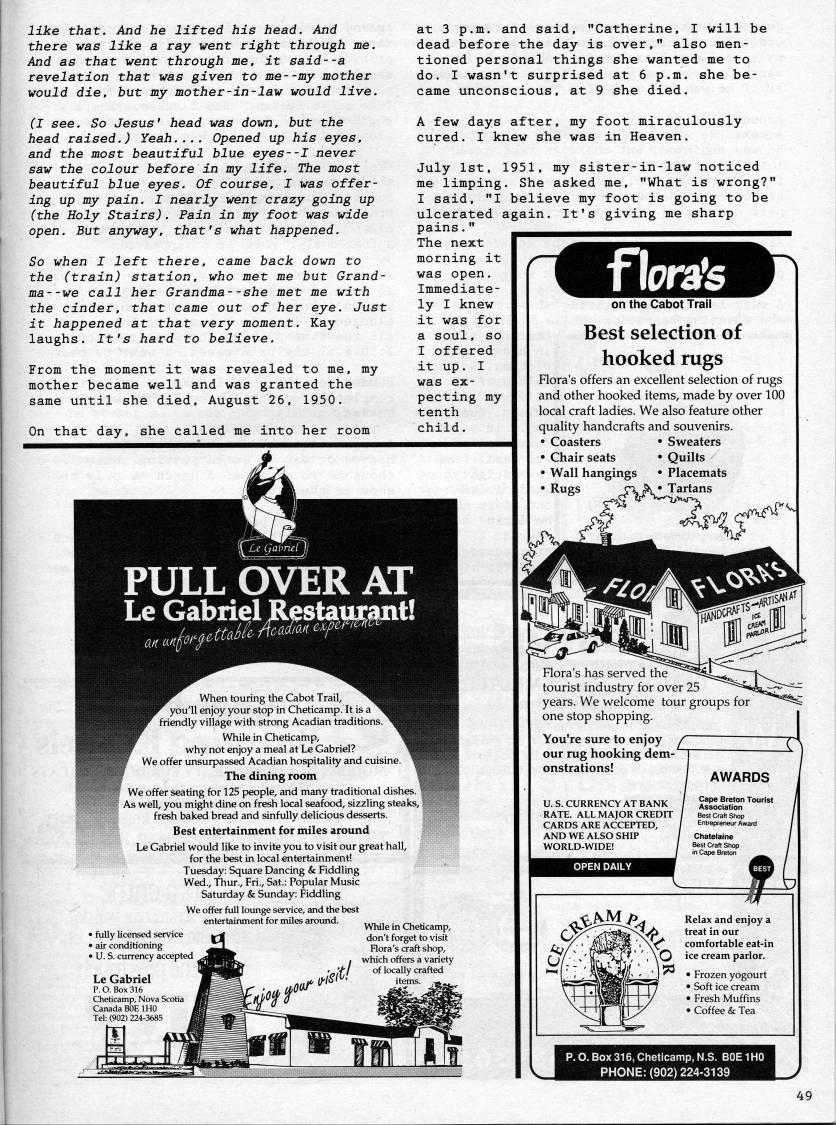 like that. And he lifted his head. And
there was like a ray went right through me.
And as that went through me, it said--a
revelation that was given to me--my mother
would die, but my mother-in-law would live.
(I see. So Jesus' head was down, but the
head raised.) Yeah.... Opened up his eyes,
and the most beautiful blue eyes--I never
saw the colour before in my life. The most
beautiful blue eyes. Of course, I was offer-
ing up my pain. I nearly went crazy going up
(the Holy Stairs). Pain in my foot was wide
open. But anyway, that's what happened.
So when I left there, came back down to
the (train) station, who met me but Grand-
ma--we call her Grandma--she met me with
the cinder, that came out of her eye. Just
it happened at that very moment. Kay
laughs. It's hard to believe.
From the moment it was revealed to me, my
mother became well and was granted the
same until she died, August 26, 1950.
On that day, she called me into her room
at 3 p.m. and said, "Catherine, I will be
dead before the day is over," also men-
tioned personal things she wanted me to
do. I wasn't surprised at 6 p.m. she be-
came unconscious, at 9 she died.
A few days after, my foot miraculously
cured. I knew she was in Heaven.
July 1st, 1951, my sister-in-law noticed
me limping. She asked me, "What is wrong?"
I said, "I believe my foot is going to be
ulcerated again. It's giving me sharp
pains."
The next
morning it
was open.
Immediate-
ly I knew
it was for
a soul, so
I offered
it up. I
was ex-
pecting my
tenth
child.
Le Gabriel
PULL OVER AT
Le Gabriel Restaurant!
an unforgettable Acadian experience
When touring the Cabot Trail,
you'll enjoy your stop in Cheticamp. It is a
friendly village with strong Acadian traditions.
While in Cheticamp,
why not enjoy a meal at Le Gabriel?
We offer unsurpassed Acadian hospitality and cuisine.
The dining room
We offer seating for 125 people, and many traditional dishes.
As well, you might dine on fresh local seafood, sizzling steaks,
fresh baked bread and sinfully delicious desserts.
Best entertainment for miles around
Le Gabriel would like to invite you to visit our great hall,
for the best in local entertainment!
Tuesday: Square Dancing & Fiddling
Wed., Thur., Fri., Sat.: Popular Music
Saturday & Sunday: Fiddling
We offer full lounge service, and the best
entertainment for miles around.
• fully licensed service
• air conditioning
• U. S. currency accepted
Le Gabriel
P. O. Box 316
Cheticamp, Nova Scotia
Canada B0E 1H0
Tel: (902) 224-3685
Enjoy your visit!
While in Cheticamp,
don't forget to visit
Flora's craft shop,
which offers a variety
of locally crafted
items.
flora's
on the Cabot Trail
Best selection of
hooked rugs
Flora's offers an excellent selection of rugs
and other hooked items, made by over 100
local craft ladies. We also feature other
quality handcrafts and souvenirs.
• Coasters
• Chair seats
• Wall hangings
• Rugs
• Sweaters
• Quilts
• Placemats
• Tartans
FLO
FLORA'S
HANDCRAFTS—ARTISANAT
ICE
CREAM
PARLOR
Flora's has served the
tourist industry for over 25
years. We welcome tour groups for
one stop shopping.
You're sure to enjoy
our rug hooking dem-
onstrations!
U. S. CURRENCY AT BANK
RATE. ALL MAJOR CREDIT
CARDS ARE ACCEPTED,
AND WE ALSO SHIP
WORLD-WIDE!
OPEN DAILY
AWARDS
Cape Breton Tourist
Association
Best Craft Shop
Entrepreneur Award
Chatelaine
Best Craft Shop
in Cape Breton
BEST
ICE CREAM PARLOR
Relax and enjoy a
treat in our
comfortable eat-in
ice cream parlor.
• Frozen yogourt
• Soft ice cream
• Fresh Muffins
• Coffee & Tea
P. O. Box 316, Cheticamp, N.S. B0E 1H0
PHONE: (902) 224-3139
49